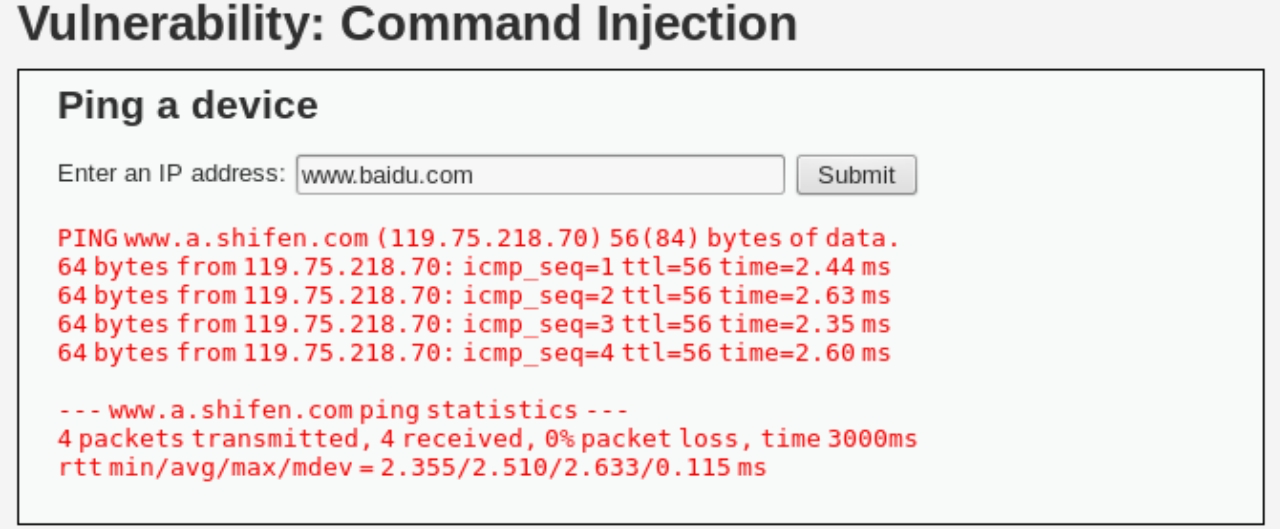 Vulnerability: Command Injection
Ping a device
Enter an IP address: www.baidu.com Submit
PING www.a.shifen.com (119.75.218.70) 56(84) bytes of data.
64 bytes from 119.75.218.70: icmp_seq=1 ttl=56 time=2.44 ms
64 bytes from 119.75.218.70: icmp_seq=2 ttl=56 time=2.63 ms
64 bytes from 119.75.218.70: icmp_seq=3 ttl=56 time=2.35 ms
64 bytes from 119.75.218.70: icmp_seq=4 ttl=56 time=2.60 ms
--- www.a.shifen.com ping statistics ---
4 packets transmitted, 4 received, 0% packet loss, time 3000ms
rtt min/avg/max/mdev = 2.355/2.510/2.633/0.115 ms